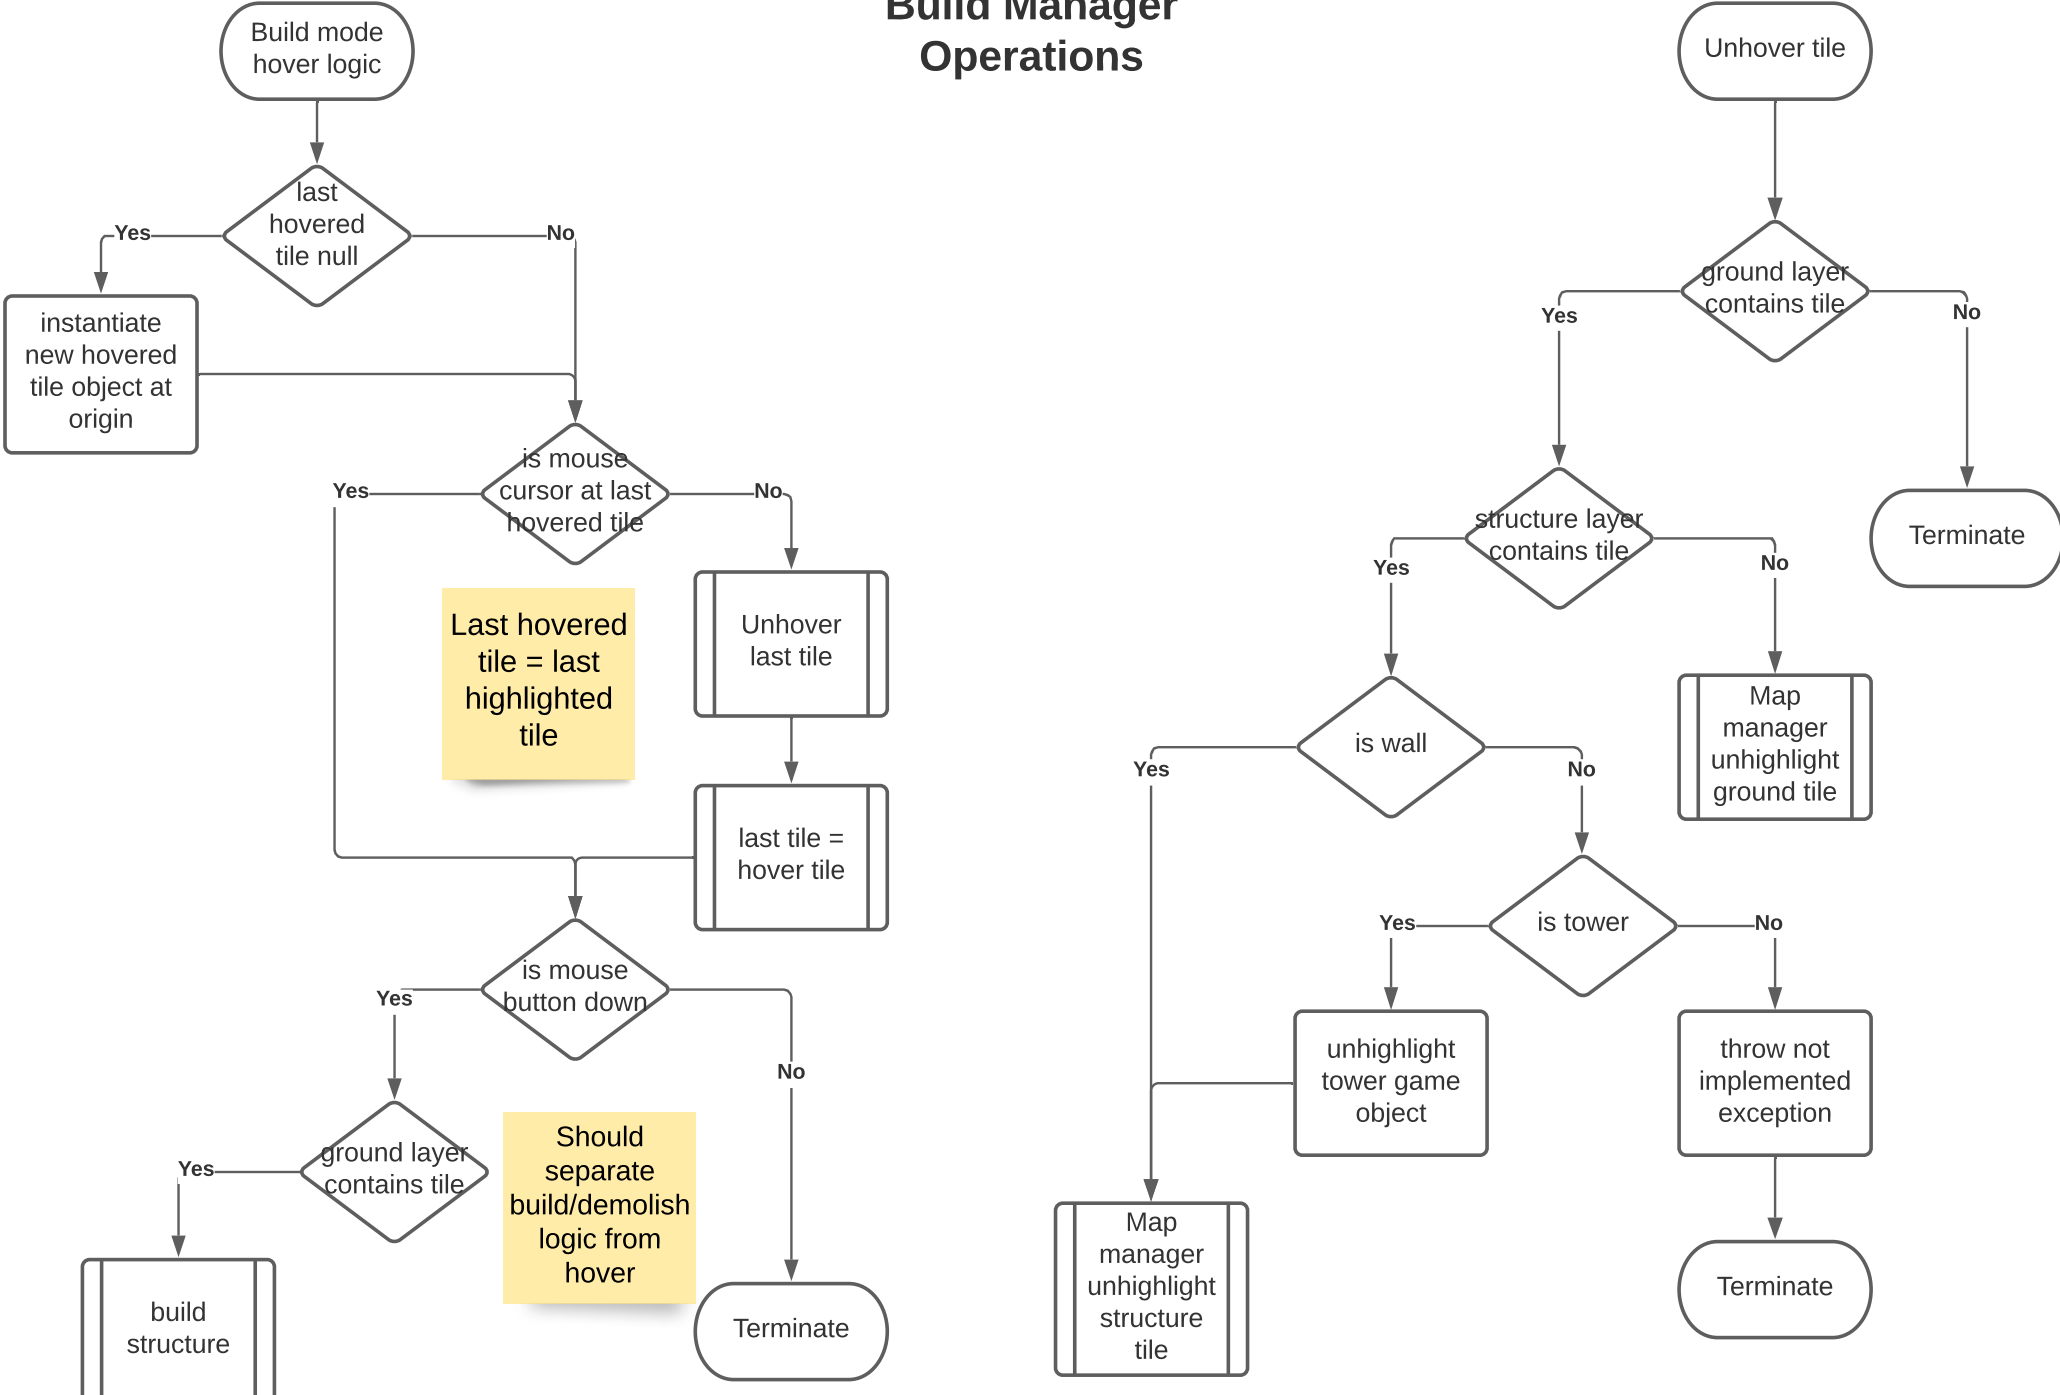 Build Manager
Operations
Build mode
hover logic
last
hovered
tile null
Yes
No
instantiate
new hovered
tile object at
origin
is mouse
cursor at last
hovered tile
Yes
No
Unhover
last tile
Last hovered
tile = last
highlighted
tile
last tile =
hover tile
is mouse
button down
Yes
No
ground layer
contains tile
Yes
Should
separate
build/demolish
logic from
hover
build
structure
Terminate
Unhover tile
ground layer
contains tile
Yes
No
Terminate
structure layer
contains tile
Yes
No
Map
manager
unhighlight
ground tile
is wall
Yes
No
is tower
Yes
No
unhighlight
tower game
object
throw not
implemented
exception
Map
manager
unhighlight
structure
tile
Terminate